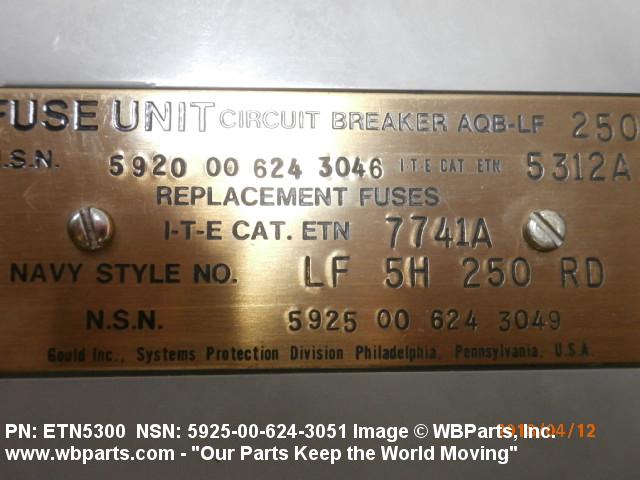 FUSE UNIT CIRCUIT BREAKER AQB-LF 250
N.S.N. 5920 00 624 3046 I-T-E CAT. ETN 5312A
REPLACEMENT FUSES
I-T-E CAT. ETN 7741A
NAVY STYLE NO. LF 5H 250 RD
N.S.N. 5925 00 624 3049
Gould Inc., Systems Protection Division Philadelphia, Pennsylvania, U.S.A.
PN: ETN5300 NSN: 5925-00-624-3051 Image © WBParts, Inc.
www.wbparts.com - "Our Parts Keep the World Moving"